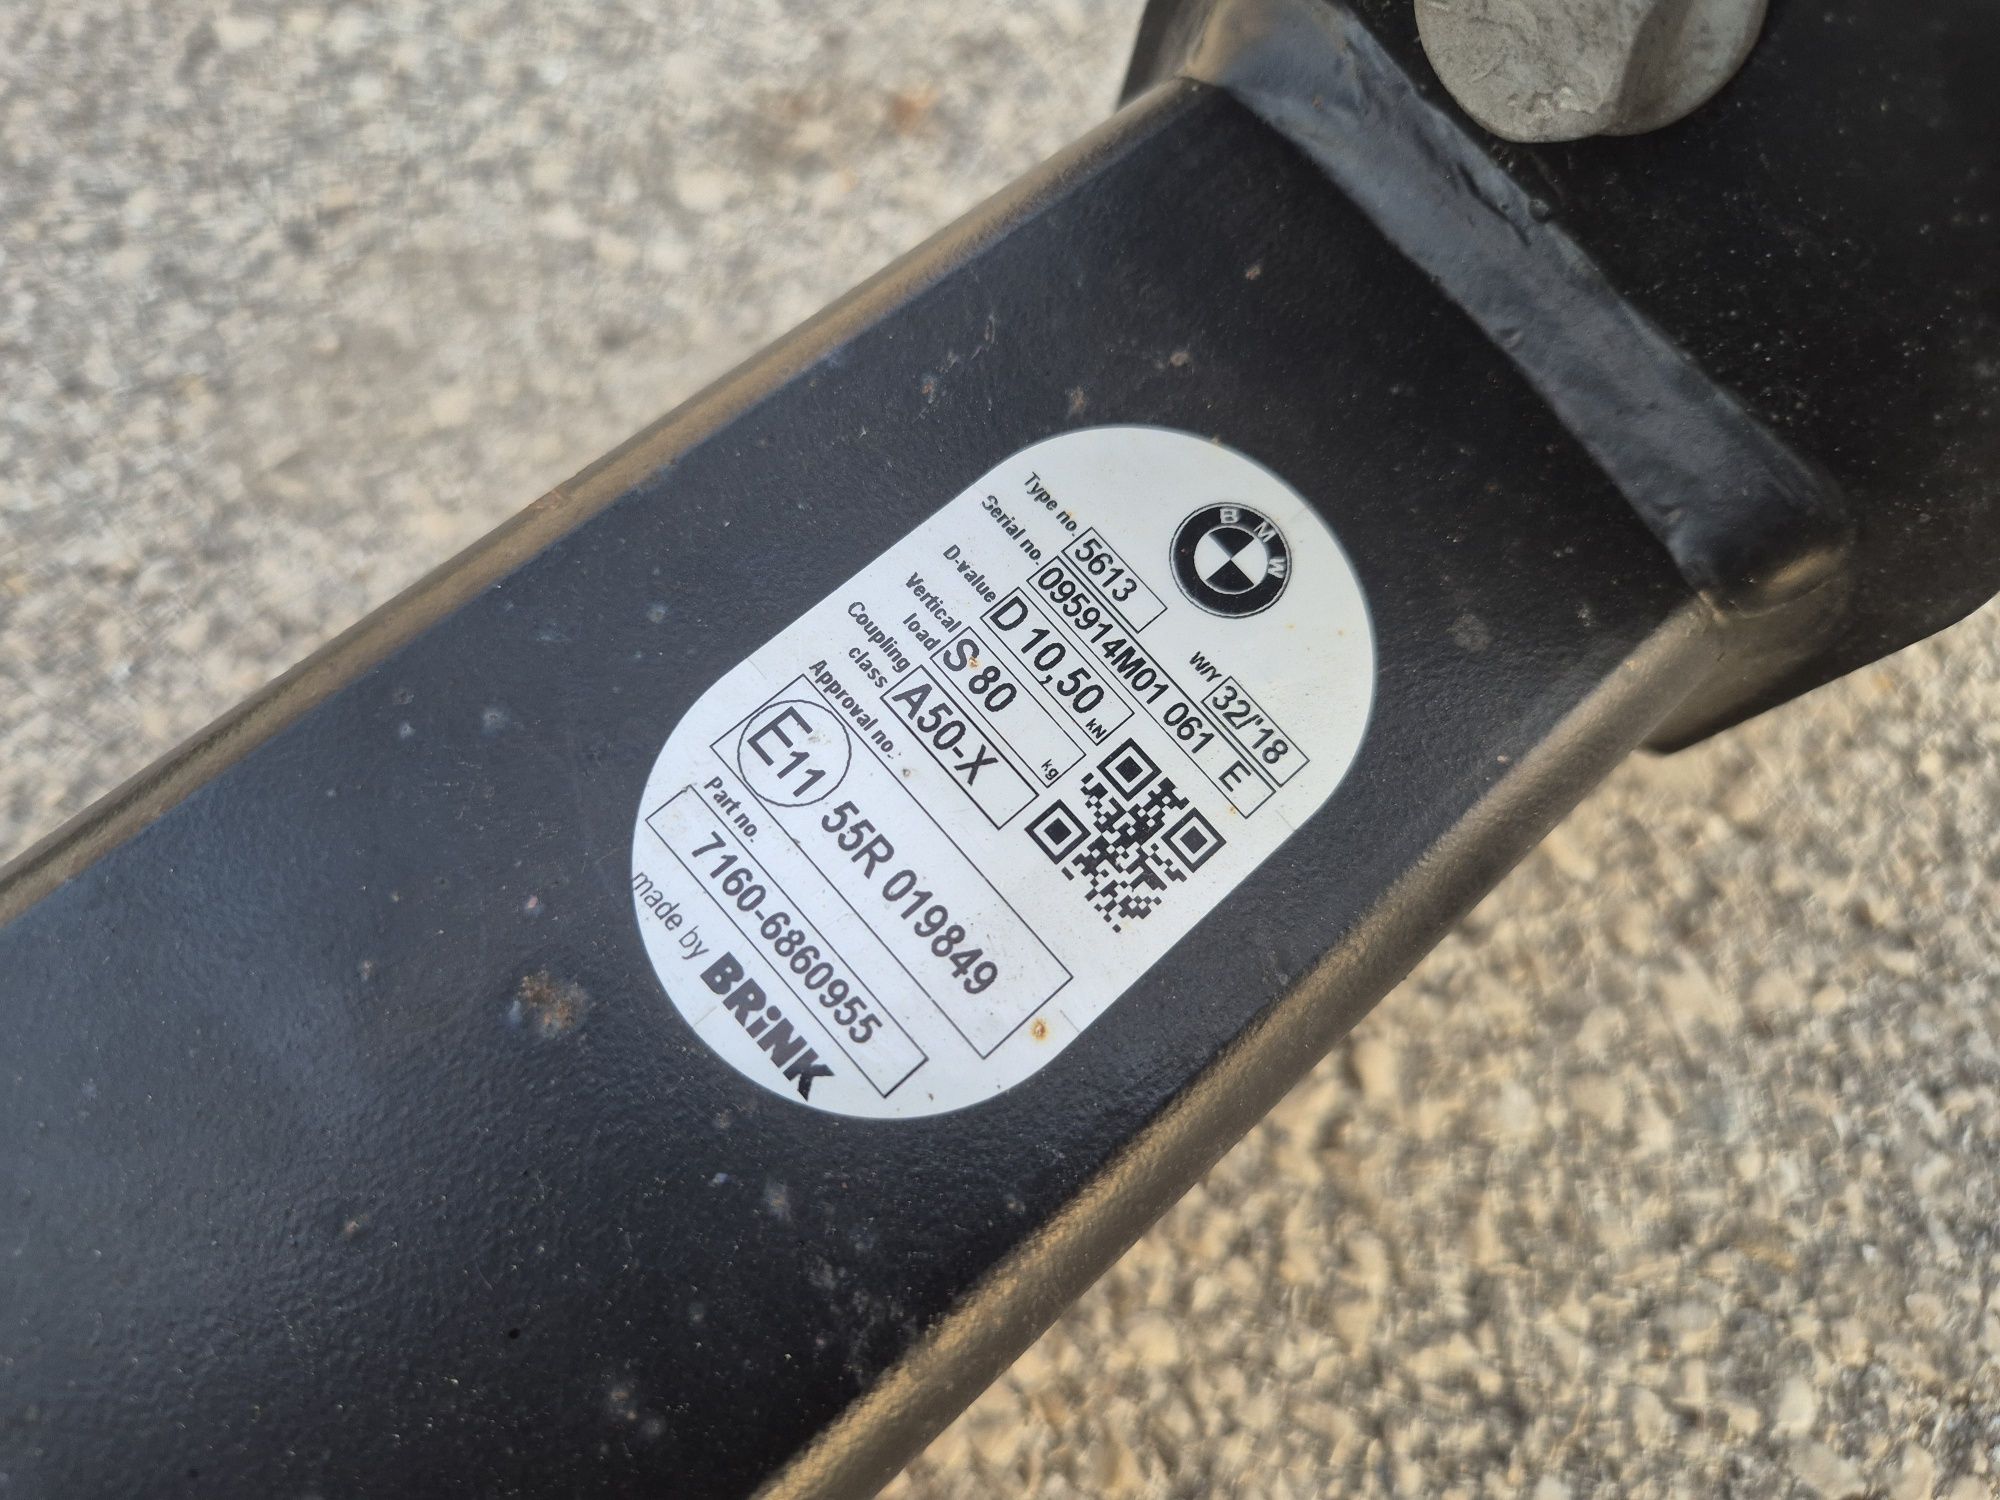 BMW
W/Y 32/'18
Type no. 5613
Serial no. 095914M01 061 E
D-value D 10,50 kN
Vertical load S 80 kg
Coupling class A50-X
Approval no.:
E11 55R 019849
Part no.
7160-6860955
made by BRiNK